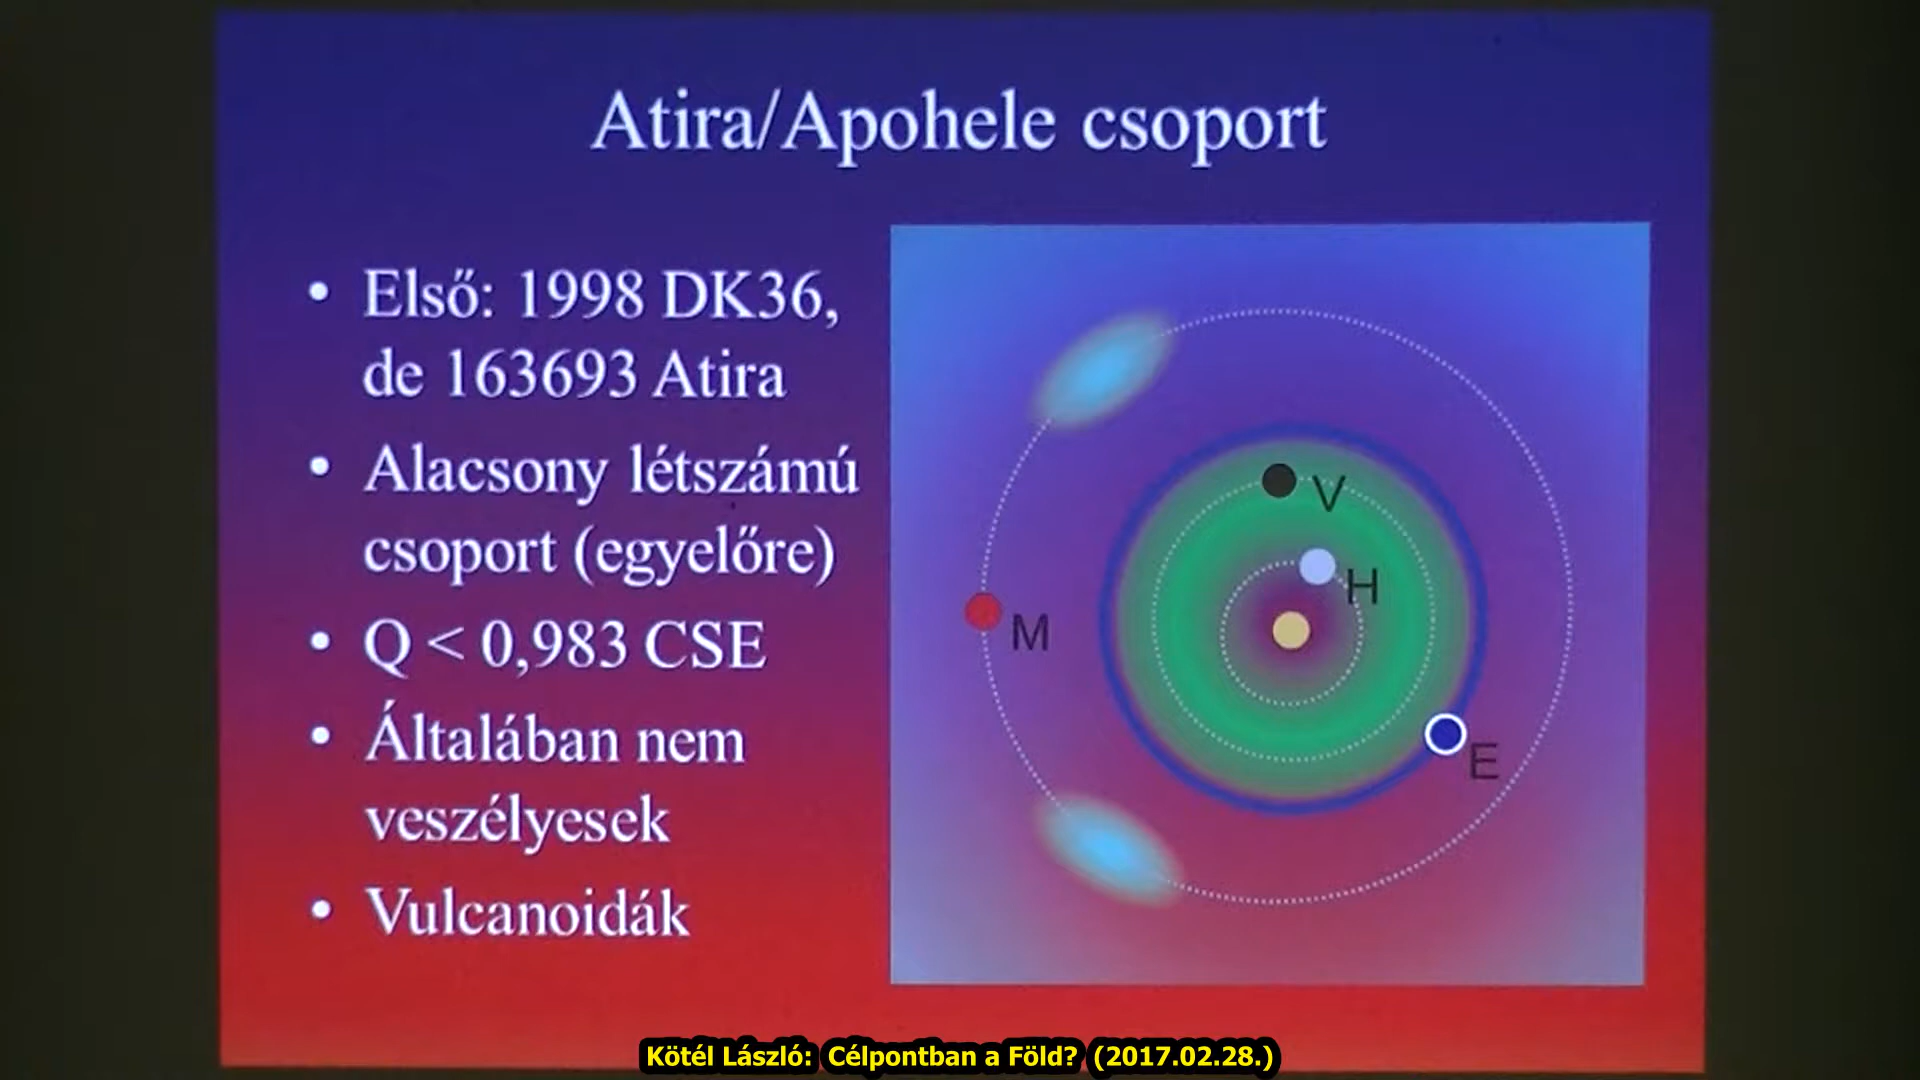 Atira/Apohele csoport
• Első: 1998 DK36,
de 163693 Atira
• Alacsony létszámú
csoport (egyelőre)
• Q < 0,983 CSE
• Általában nem
veszélyesek
• Vulcanoidák
V
H
M
E
Kötél László: Célpontban a Föld? (2017.02.28.)